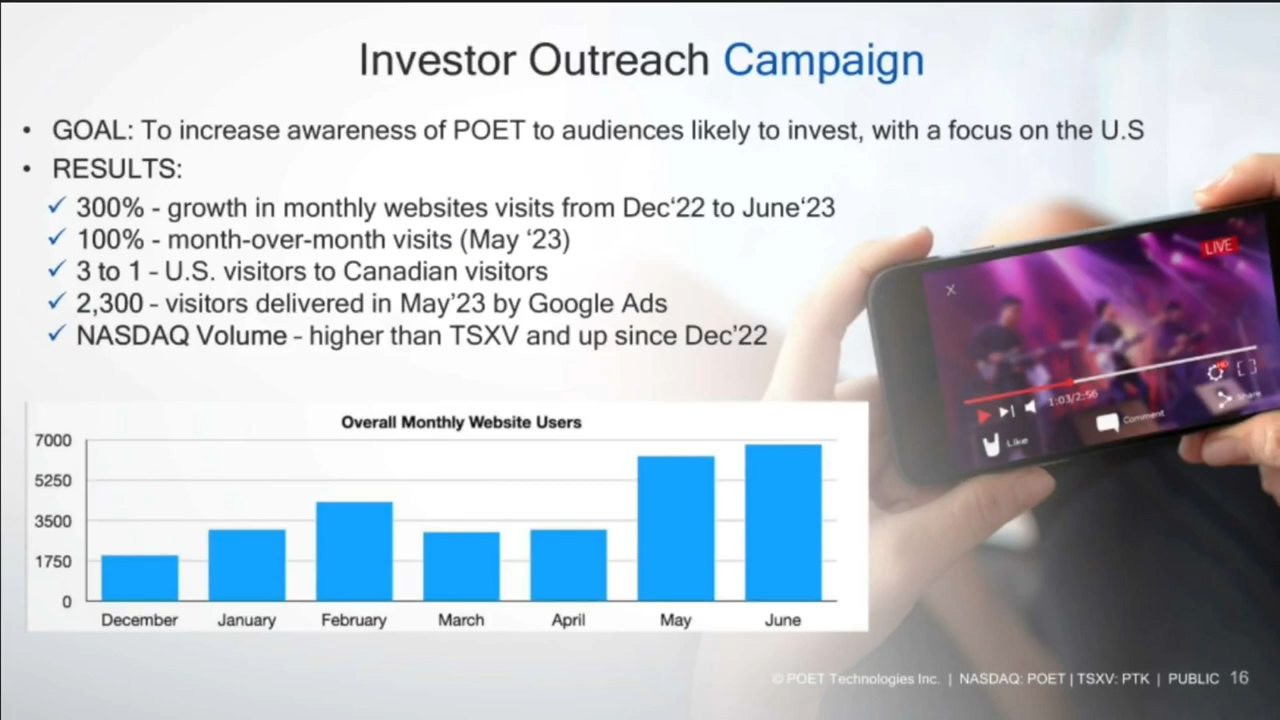 Investor Outreach Campaign
• GOAL: To increase awareness of POET to audiences likely to invest, with a focus on the U.S
• RESULTS:
✓ 300% - growth in monthly websites visits from Dec‘22 to June‘23
✓ 100% - month-over-month visits (May ‘23)
✓ 3 to 1 - U.S. visitors to Canadian visitors
✓ 2,300 - visitors delivered in May’23 by Google Ads
✓ NASDAQ Volume - higher than TSXV and up since Dec’22
LIVE
HD
1:03/2:56
Share
Comment
Like
Overall Monthly Website Users
7000
5250
3500
1750
0
December January February March April May June
© POET Technologies Inc. | NASDAQ: POET | TSXV: PTK | PUBLIC 16